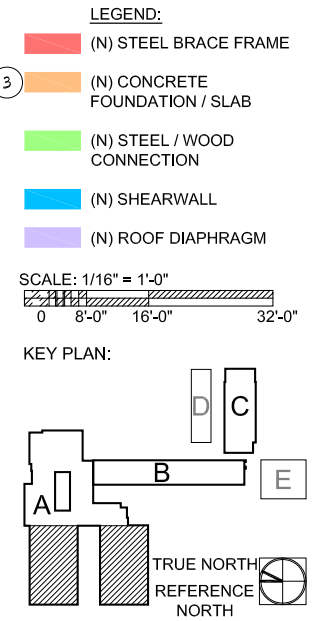 LEGEND:
(N) STEEL BRACE FRAME
3
(N) CONCRETE
FOUNDATION / SLAB
(N) STEEL / WOOD
CONNECTION
(N) SHEARWALL
(N) ROOF DIAPHRAGM
SCALE: 1/16" = 1'-0"
0 8'-0" 16'-0" 32'-0"
KEY PLAN:
D C
B E
A
TRUE NORTH
REFERENCE
NORTH